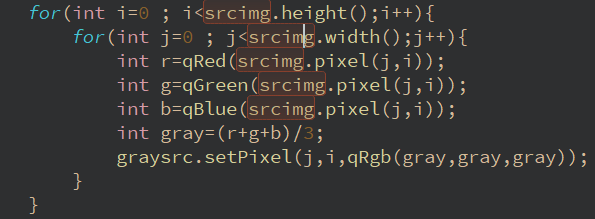 for(int i=0 ; i<srcimg.height();i++){
for(int j=0 ; j<srcimg.width();j++){
int r=qRed(srcimg.pixel(j,i));
int g=qGreen(srcimg.pixel(j,i));
int b=qBlue(srcimg.pixel(j,i));
int gray=(r+g+b)/3;
graysrc.setPixel(j,i,qRgb(gray,gray,gray));
}
}